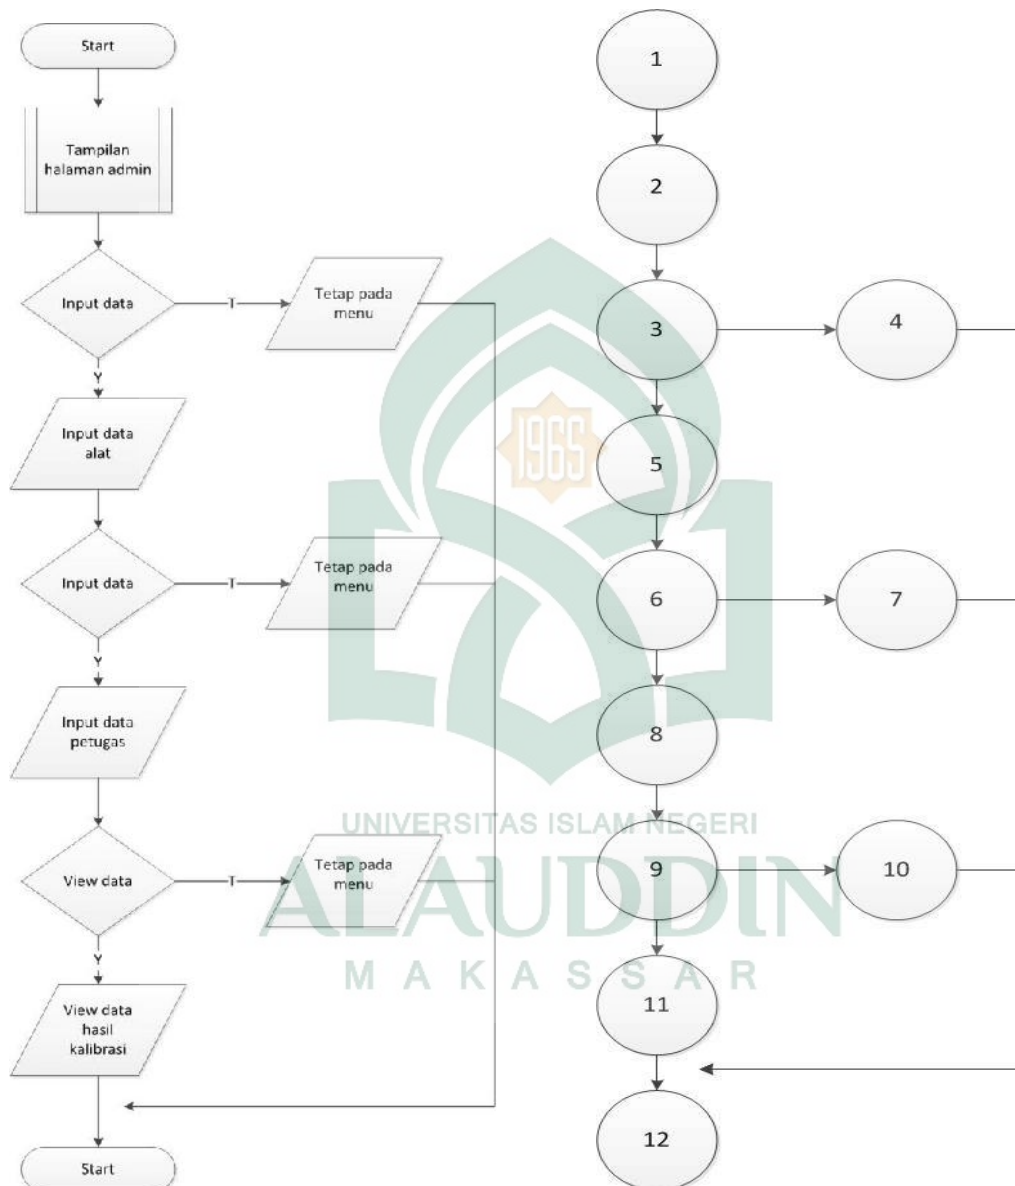 Start
Tampilan
halaman admin
Input data
T
Tetap pada
menu
Y
Input data
alat
Input data
T
Tetap pada
menu
Y
Input data
petugas
View data
T
Tetap pada
menu
Y
View data
hasil
kalibrasi
Start
1
2
3
4
5
6
7
8
9
10
11
12
1965
UNIVERSITAS ISLAM NEGERI
ALAUDDIN
MAKASSAR